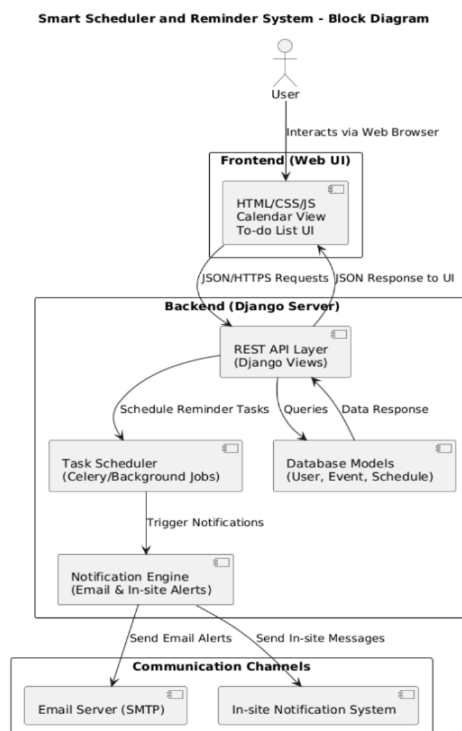 Smart Scheduler and Reminder System - Block Diagram
User
Interacts via Web Browser
Frontend (Web UI)
HTML/CSS/JS
Calendar View
To-do List UI
JSON/HTTPS Requests
JSON Response to UI
Backend (Django Server)
REST API Layer
(Django Views)
Schedule Reminder Tasks
Queries
Data Response
Task Scheduler
(Celery/Background Jobs)
Database Models
(User, Event, Schedule)
Trigger Notifications
Notification Engine
(Email & In-site Alerts)
Send Email Alerts
Send In-site Messages
Communication Channels
Email Server (SMTP)
In-site Notification System